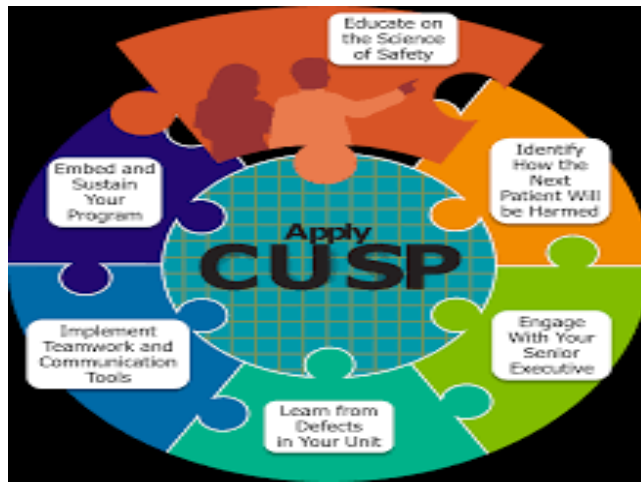 Educate on
the Science
of Safety
Identify
How the
Next
Patient Will
be Harmed
Engage
With Your
Senior
Executive
Learn from
Defects
in Your Unit
Implement
Teamwork and
Communication
Tools
Embed and
Sustain
Your
Program
Apply
CUSP